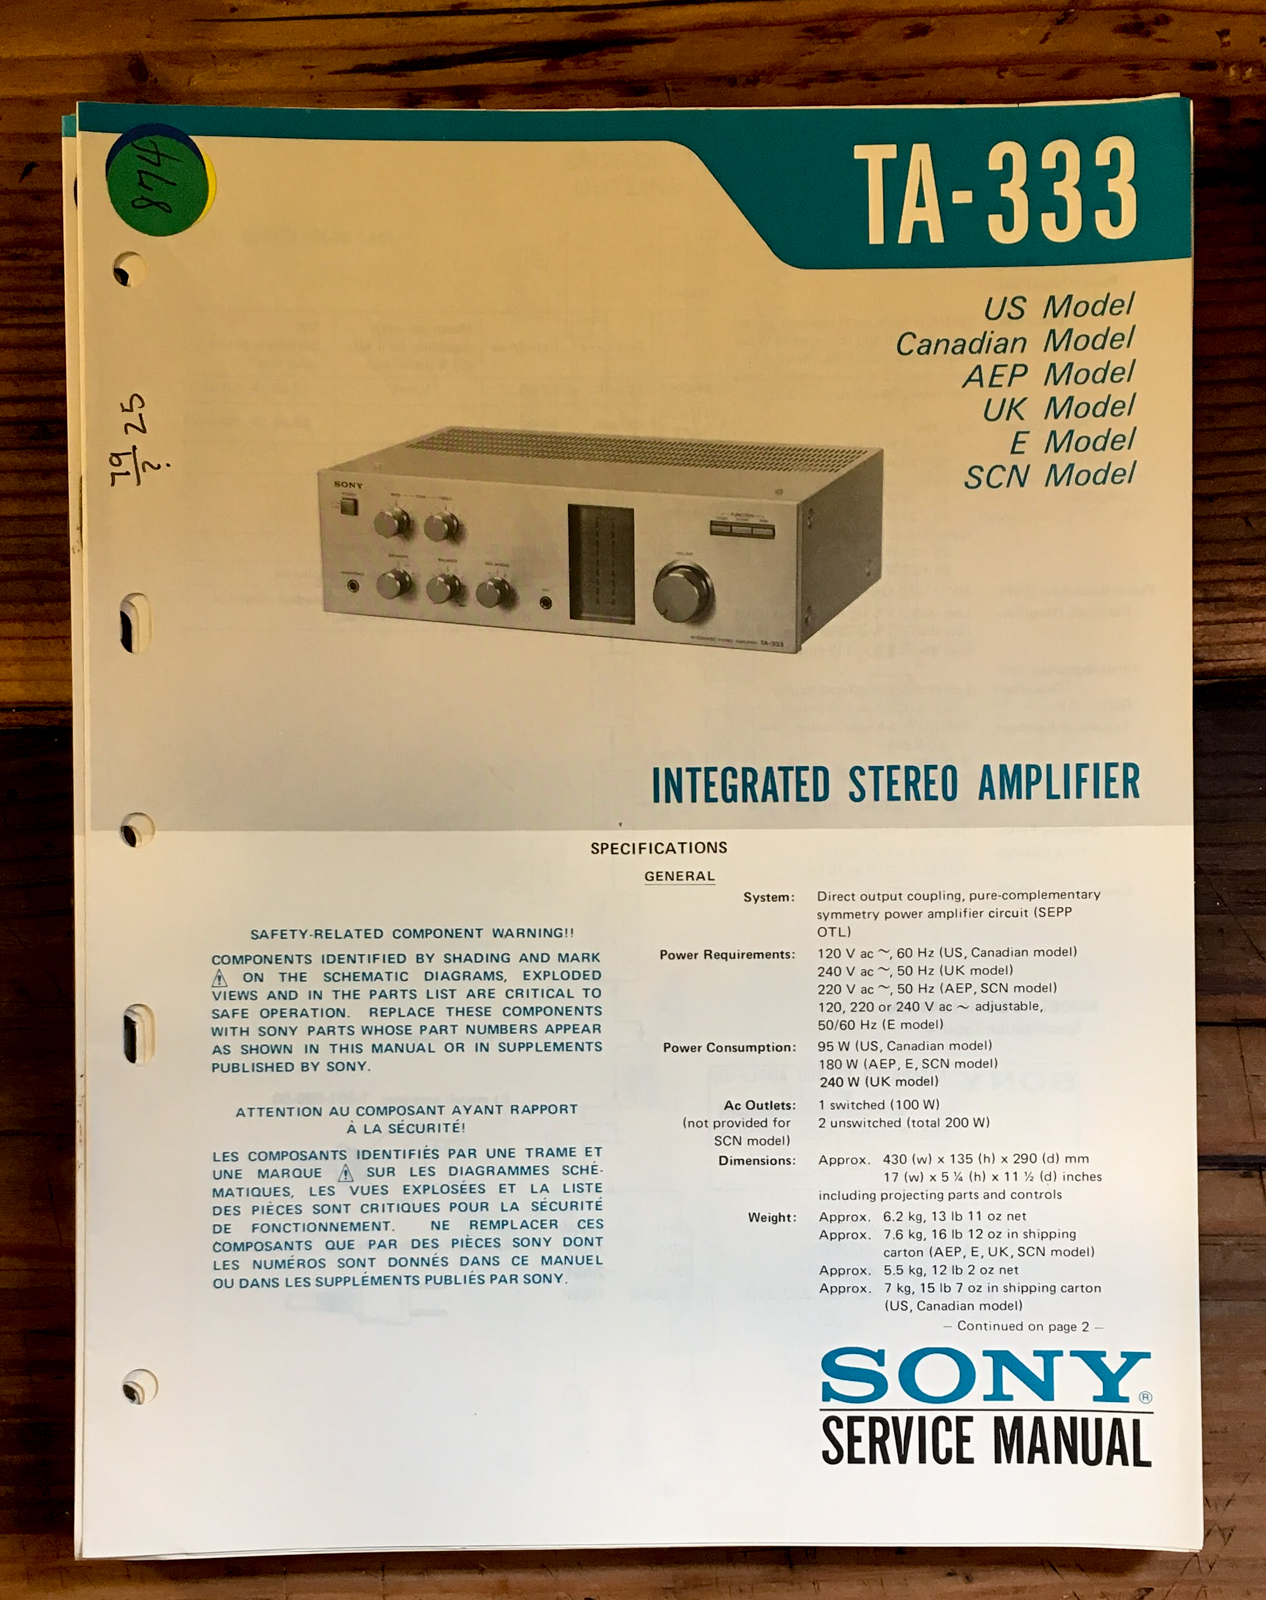 874
TA-333
US Model
Canadian Model
AEP Model
UK Model
E Model
SCN Model
79/2? 25
SONY
FUNCTION
VOLUME
BALANCE
INTEGRATED STEREO AMPLIFIER TA-333
INTEGRATED STEREO AMPLIFIER
SPECIFICATIONS
GENERAL
System: Direct output coupling, pure-complementary
symmetry power amplifier circuit (SEPP
OTL)
Power Requirements: 120 V ac ~, 60 Hz (US, Canadian model)
240 V ac ~, 50 Hz (UK model)
220 V ac ~, 50 Hz (AEP, SCN model)
120, 220 or 240 V ac ~ adjustable,
50/60 Hz (E model)
Power Consumption: 95 W (US, Canadian model)
180 W (AEP, E, SCN model)
240 W (UK model)
Ac Outlets: 1 switched (100 W)
(not provided for 2 unswitched (total 200 W)
SCN model)
Dimensions: Approx. 430 (w) x 135 (h) x 290 (d) mm
17 (w) x 5 ¼ (h) x 11 ½ (d) inches
including projecting parts and controls
Weight: Approx. 6.2 kg, 13 lb 11 oz net
Approx. 7.6 kg, 16 lb 12 oz in shipping
carton (AEP, E, UK, SCN model)
Approx. 5.5 kg, 12 lb 2 oz net
Approx. 7 kg, 15 lb 7 oz in shipping carton
(US, Canadian model)
— Continued on page 2 —
SAFETY-RELATED COMPONENT WARNING!!
COMPONENTS IDENTIFIED BY SHADING AND MARK
⚠ ON THE SCHEMATIC DIAGRAMS, EXPLODED
VIEWS AND IN THE PARTS LIST ARE CRITICAL TO
SAFE OPERATION. REPLACE THESE COMPONENTS
WITH SONY PARTS WHOSE PART NUMBERS APPEAR
AS SHOWN IN THIS MANUAL OR IN SUPPLEMENTS
PUBLISHED BY SONY.
ATTENTION AU COMPOSANT AYANT RAPPORT
À LA SÉCURITÉ!
LES COMPOSANTS IDENTIFIÉS PAR UNE TRAME ET
UNE MARQUE ⚠ SUR LES DIAGRAMMES SCHÉ-
MATIQUES, LES VUES EXPLOSÉES ET LA LISTE
DES PIÈCES SONT CRITIQUES POUR LA SÉCURITÉ
DE FONCTIONNEMENT. NE REMPLACER CES
COMPOSANTS QUE PAR DES PIÈCES SONY DONT
LES NUMÉROS SONT DONNÉS DANS CE MANUEL
OU DANS LES SUPPLÉMENTS PUBLIÉS PAR SONY.
SONY®
SERVICE MANUAL